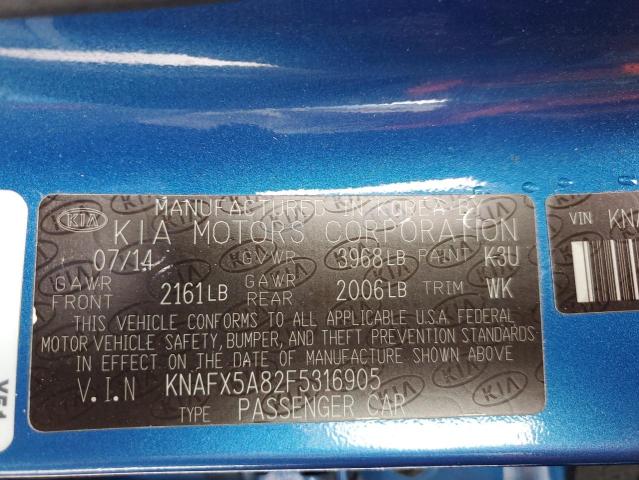 KIA MANUFACTURED IN KOREA BY
KIA MOTORS CORPORATION
07/14 GVWR 3968LB PAINT K3U
GAWR FRONT 2161LB GAWR REAR 2006LB TRIM WK
THIS VEHICLE CONFORMS TO ALL APPLICABLE U.S.A. FEDERAL
MOTOR VEHICLE SAFETY, BUMPER, AND THEFT PREVENTION STANDARDS
IN EFFECT ON THE DATE OF MANUFACTURE SHOWN ABOVE
V.I.N KNAFX5A82F5316905
TYPE PASSENGER CAR
VIN KNA